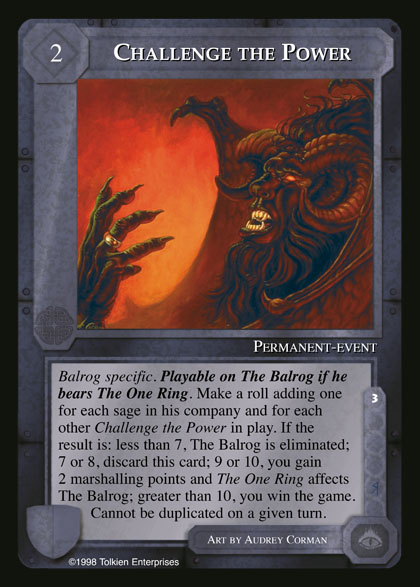 2
CHALLENGE THE POWER
PERMANENT-EVENT
Balrog specific. Playable on The Balrog if he
bears The One Ring. Make a roll adding one
for each sage in his company and for each
other Challenge the Power in play. If the
result is: less than 7, The Balrog is eliminated;
7 or 8, discard this card; 9 or 10, you gain
2 marshalling points and The One Ring affects
The Balrog; greater than 10, you win the game.
Cannot be duplicated on a given turn.
3
ART BY AUDREY CORMAN
©1998 Tolkien Enterprises